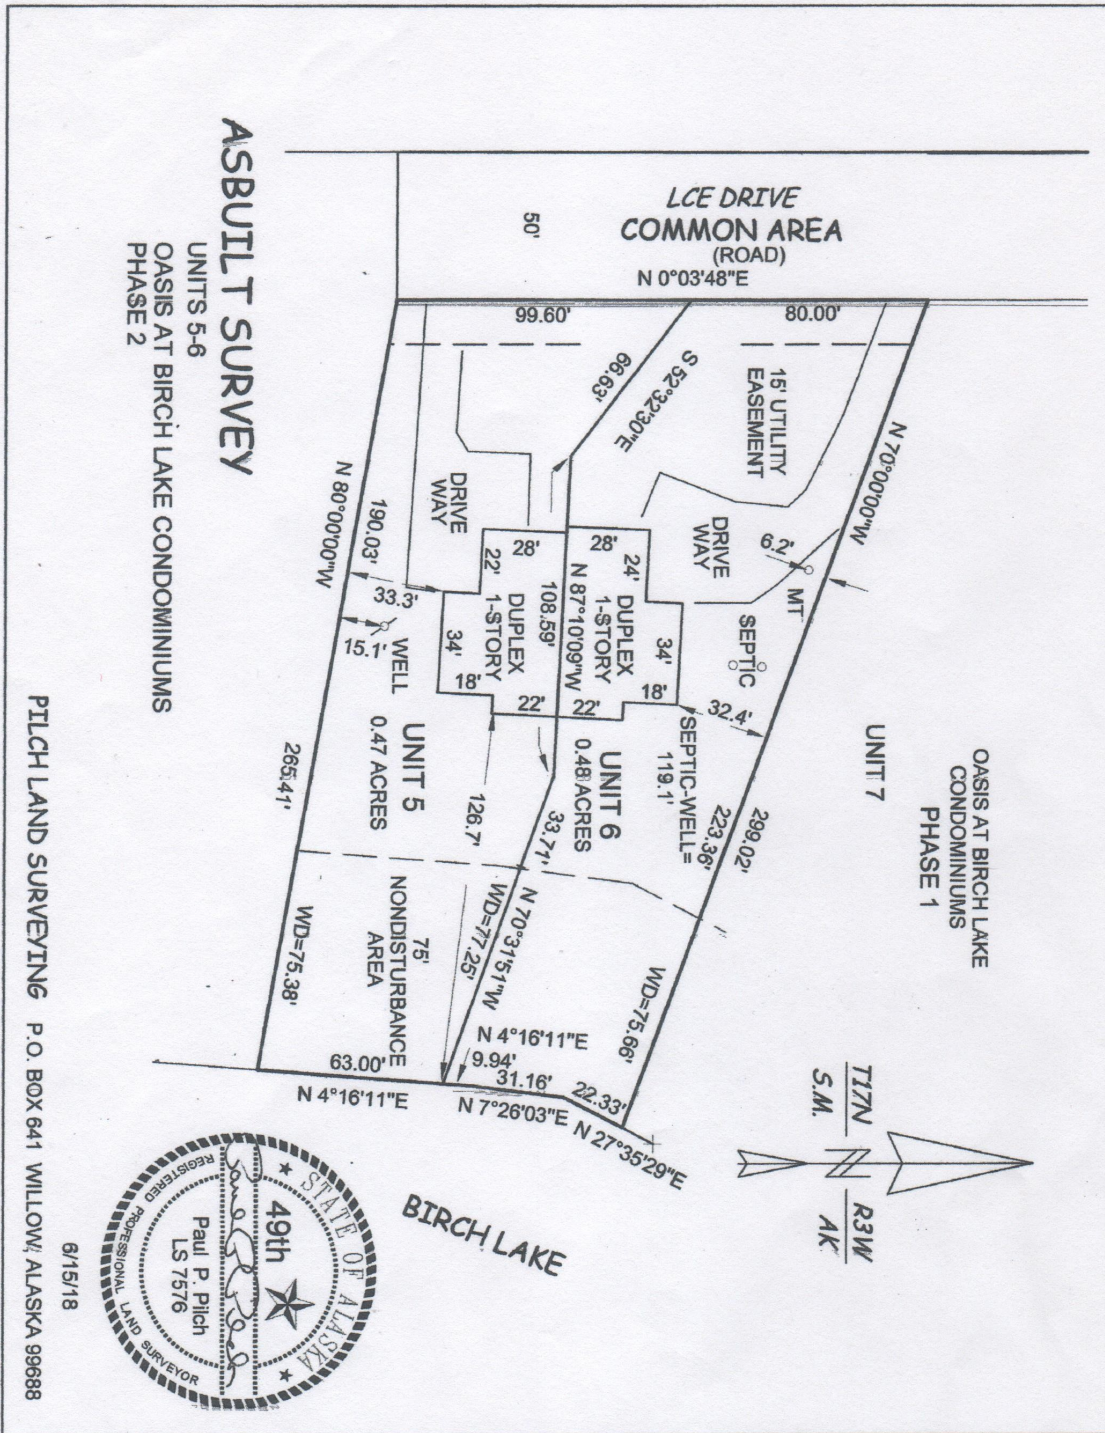 LCE DRIVE
COMMON AREA
(ROAD)
N 0°03'48"E
50'
99.60'
80.00'
15' UTILITY
EASEMENT
S 52°32'30"E
66.63'
N 70°00'00"W
DRIVE
WAY
DRIVE
WAY
6.2'
MT
SEPTIC
28'
28'
22'
24'
DUPLEX
1-STORY
DUPLEX
1-STORY
108.59'
N 87°10'09"W
34'
34'
18'
18'
22'
22'
32.4'
33.3'
190.03'
N 80°00'00"W
15.1'
WELL
UNIT 5
0.47 ACRES
UNIT 6
0.48 ACRES
SEPTIC-WELL=
119.1'
UNIT 7
OASIS AT BIRCH LAKE
CONDOMINIUMS
PHASE 1
299.02'
223.36'
265.41'
126.7'
33.71'
N 70°31'51"W
WD=77.25'
WD=75.38'
WD=75.66'
75'
NONDISTURBANCE
AREA
63.00'
N 4°16'11"E
N 4°16'11"E
9.94'
31.16'
N 7°26'03"E
22.33'
N 27°35'29"E
BIRCH LAKE
T17N
S.M.
N
R3W
AK
ASBUILT SURVEY
UNITS 5-6
OASIS AT BIRCH LAKE CONDOMINIUMS
PHASE 2
STATE OF ALASKA
49th
Paul P. Pilch
LS 7576
REGISTERED PROFESSIONAL LAND SURVEYOR
6/15/18
PILCH LAND SURVEYING P.O. BOX 641 WILLOW, ALASKA 99688